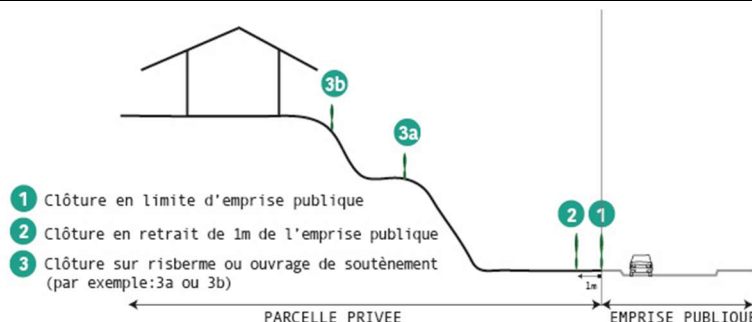 3b
3a
1 Clôture en limite d'emprise publique
2 Clôture en retrait de 1m de l'emprise publique
3 Clôture sur risberme ou ouvrage de soutènement
(par exemple:3a ou 3b)
2 1
1m
PARCELLE PRIVEE
EMPRISE PUBLIQUE